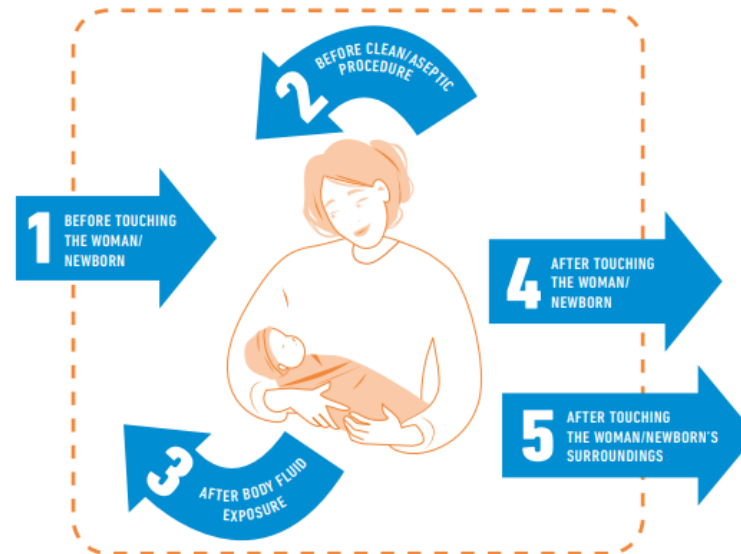 1 BEFORE TOUCHING
THE WOMAN/
NEWBORN
2 BEFORE CLEAN/ASEPTIC
PROCEDURE
3 AFTER BODY FLUID
EXPOSURE
4 AFTER TOUCHING
THE WOMAN/
NEWBORN
5 AFTER TOUCHING
THE WOMAN/NEWBORN'S
SURROUNDINGS